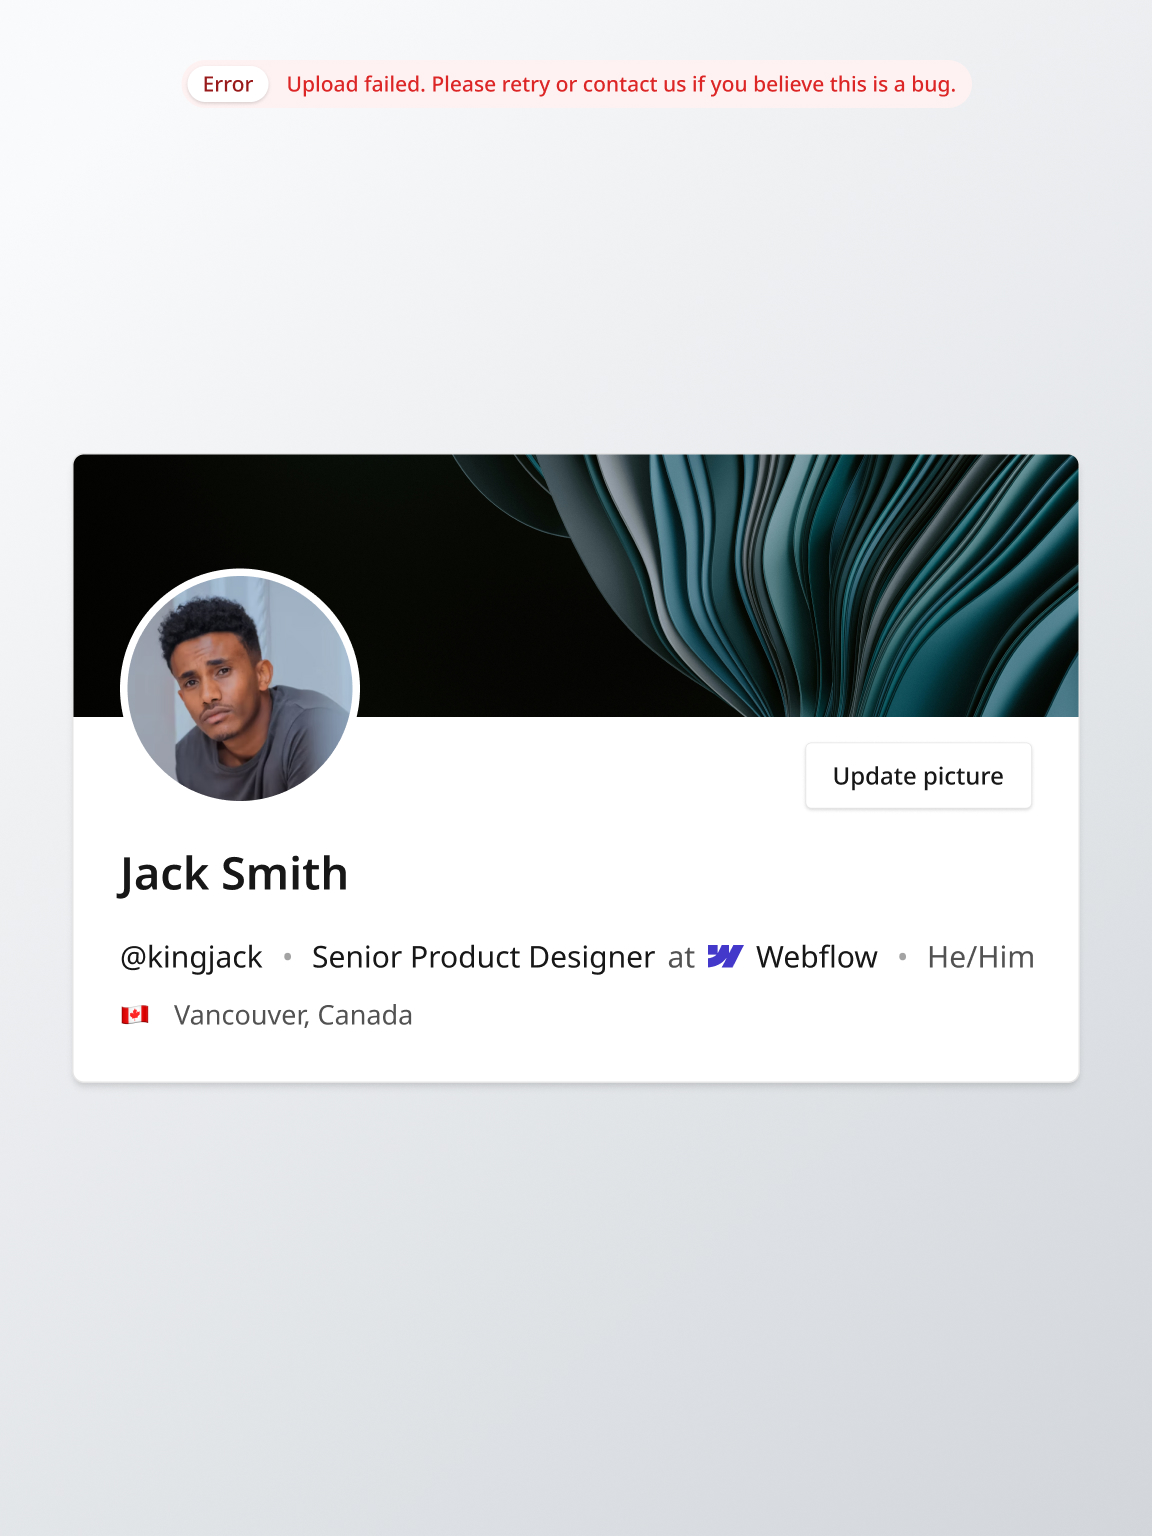 Error Upload failed. Please retry or contact us if you believe this is a bug.
Update picture
Jack Smith
@kingjack • Senior Product Designer at Webflow • He/Him
Vancouver, Canada